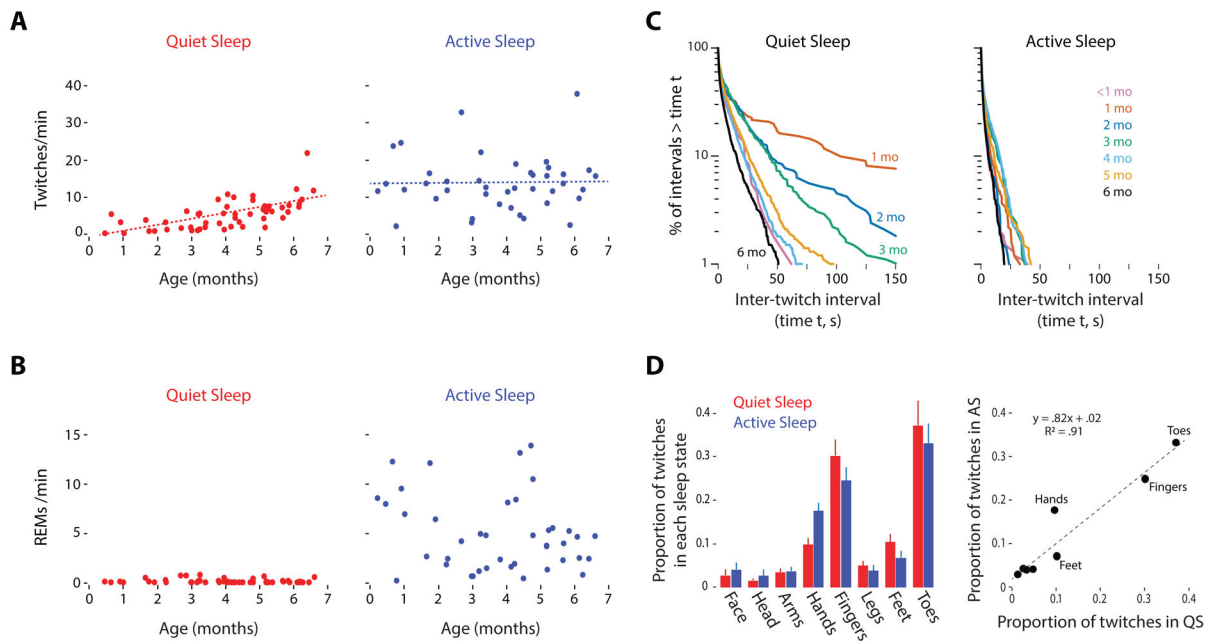 A
Quiet Sleep
Active Sleep
Twitches/min
40
30
20
10
0
0 1 2 3 4 5 6 7
0 1 2 3 4 5 6 7
Age (months)
Age (months)
B
Quiet Sleep
Active Sleep
REMs /min
15
10
5
0
0 1 2 3 4 5 6 7
0 1 2 3 4 5 6 7
Age (months)
Age (months)
C
Quiet Sleep
Active Sleep
% of intervals > time t
100
10
1
1 mo
2 mo
3 mo
6 mo
<1 mo
1 mo
2 mo
3 mo
4 mo
5 mo
6 mo
0 50 100 150
0 50 100 150
Inter-twitch interval
(time t, s)
Inter-twitch interval
(time t, s)
D
Quiet Sleep
Active Sleep
Proportion of twitches
in each sleep state
0.4
0.3
0.2
0.1
0
Face
Head
Arms
Hands
Fingers
Legs
Feet
Toes
Proportion of twitches in AS
0.4
0.3
0.2
0.1
0
y = .82x + .02
R² = .91
Toes
Fingers
Hands
Feet
0 0.1 0.2 0.3 0.4
Proportion of twitches in QS